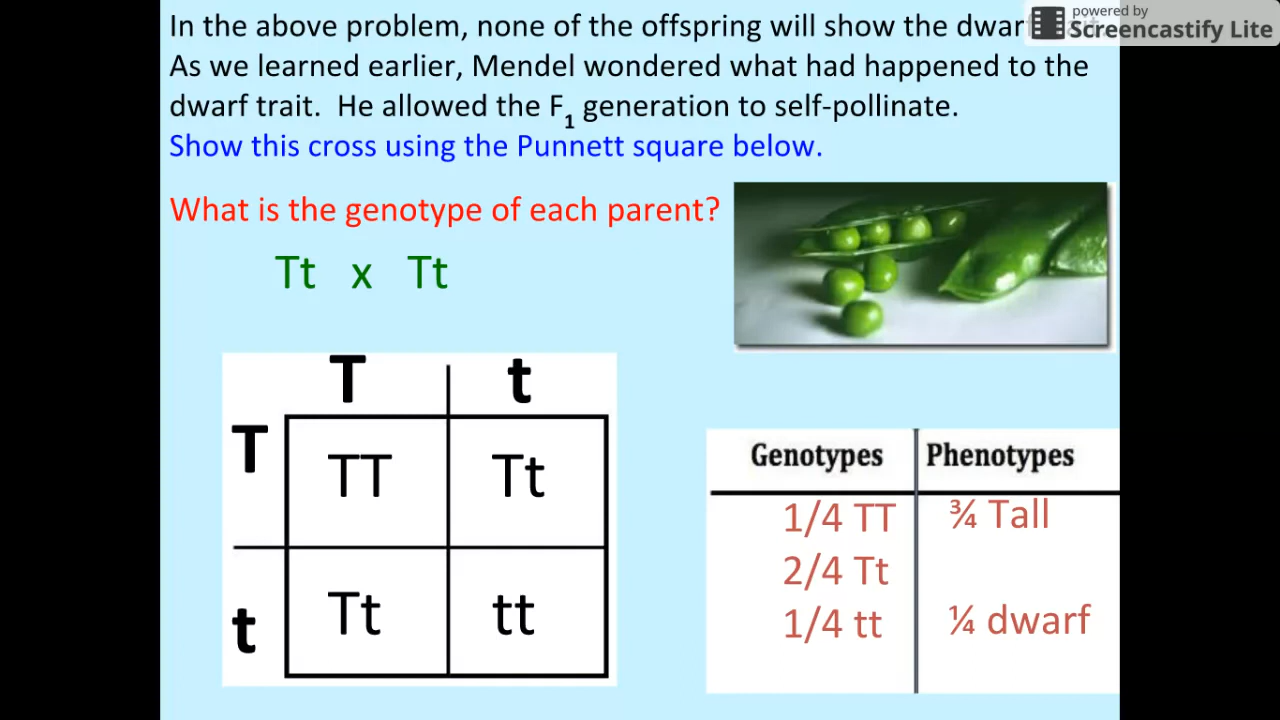 In the above problem, none of the offspring will show the dwarf
powered by
Screencastify Lite
As we learned earlier, Mendel wondered what had happened to the
dwarf trait. He allowed the F₁ generation to self-pollinate.
Show this cross using the Punnett square below.
What is the genotype of each parent?
Tt x Tt
T t
T TT Tt
t Tt tt
Genotypes Phenotypes
1/4 TT ¾ Tall
2/4 Tt
1/4 tt ¼ dwarf